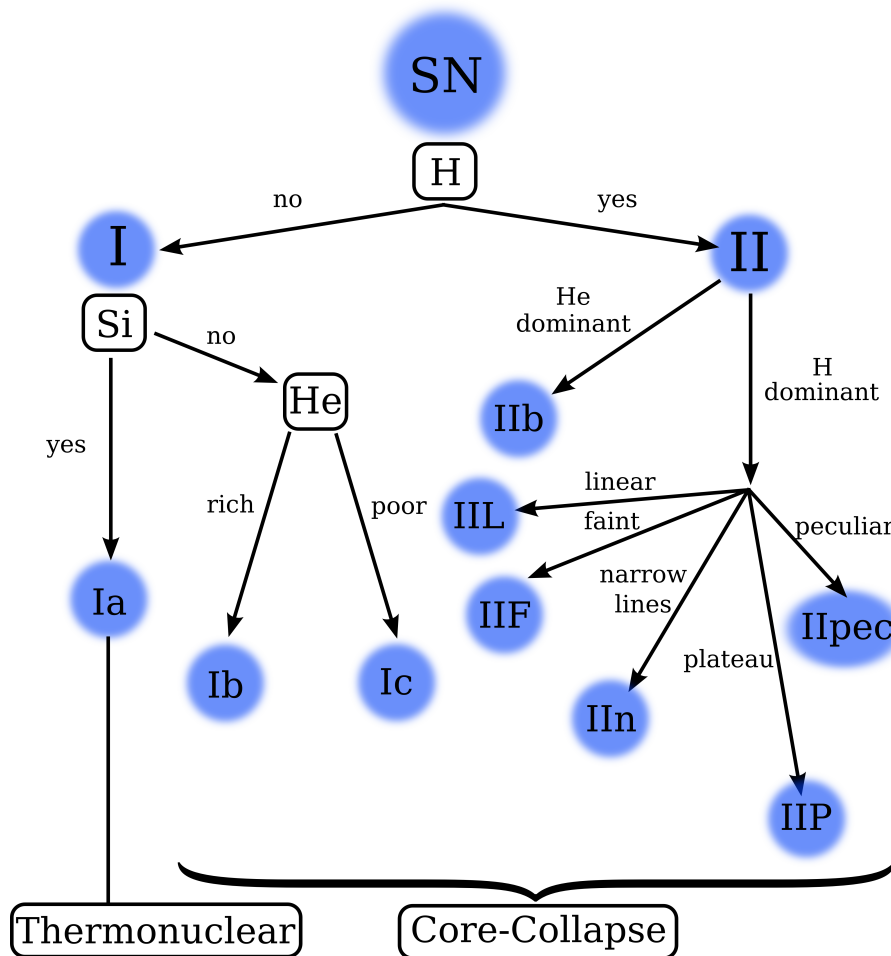 SN
H
no
yes
I
II
Si
no
He
dominant
H
dominant
He
IIb
yes
rich
poor
linear
IIL
faint
peculiar
narrow
lines
Ia
IIF
IIpec
plateau
Ib
Ic
IIn
IIP
Thermonuclear
Core-Collapse